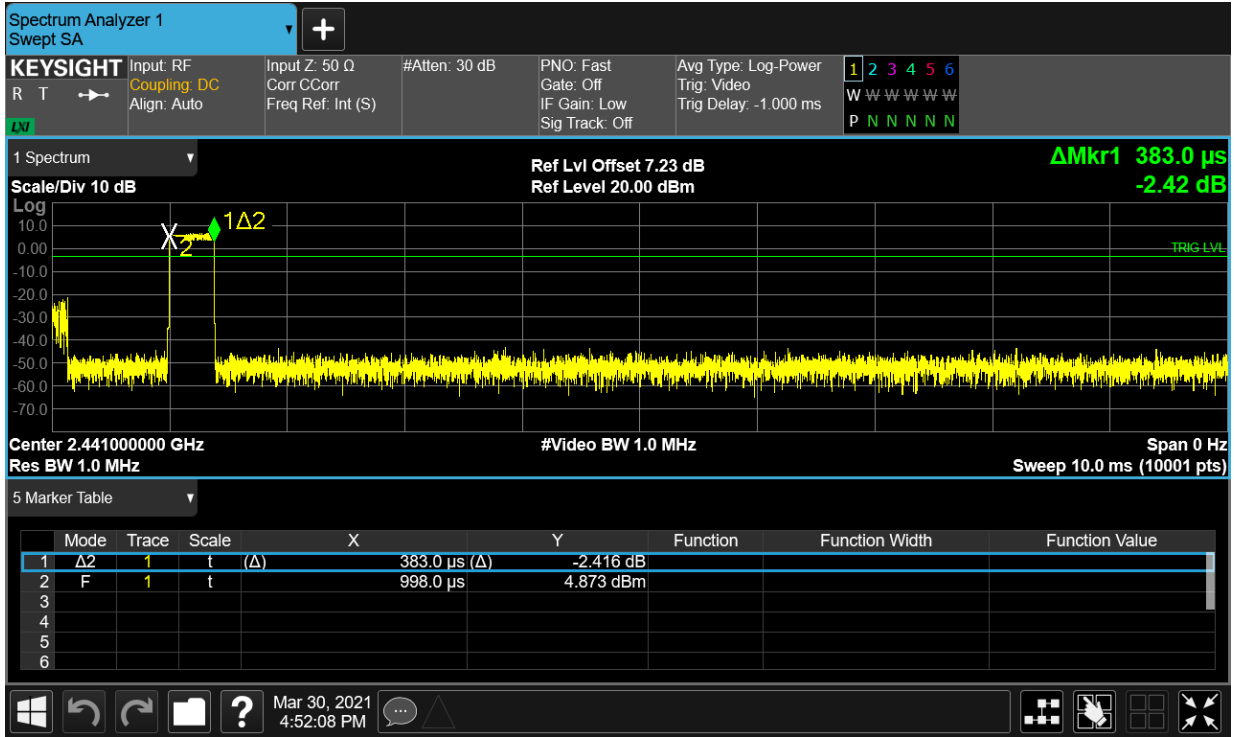 Spectrum Analyzer 1
Swept SA
KEYSIGHT
R T
LXI
Input: RF
Coupling: DC
Align: Auto
Input Z: 50 Ω
Corr CCorr
Freq Ref: Int (S)
#Atten: 30 dB
PNO: Fast
Gate: Off
IF Gain: Low
Sig Track: Off
Avg Type: Log-Power
Trig: Video
Trig Delay: -1.000 ms
1 2 3 4 5 6
W W W W W W
P N N N N N
1 Spectrum
Scale/Div 10 dB
Ref Lvl Offset 7.23 dB
Ref Level 20.00 dBm
ΔMkr1 383.0 µs
-2.42 dB
Log
10.0
0.00
-10.0
-20.0
-30.0
-40.0
-50.0
-60.0
-70.0
1Δ2
2
TRIG LVL
Center 2.441000000 GHz
Res BW 1.0 MHz
#Video BW 1.0 MHz
Span 0 Hz
Sweep 10.0 ms (10001 pts)
5 Marker Table
Mode Trace Scale X Y Function Function Width Function Value
1 Δ2 1 t (Δ) 383.0 µs (Δ) -2.416 dB
2 F 1 t 998.0 µs 4.873 dBm
3
4
5
6
?
Mar 30, 2021
4:52:08 PM